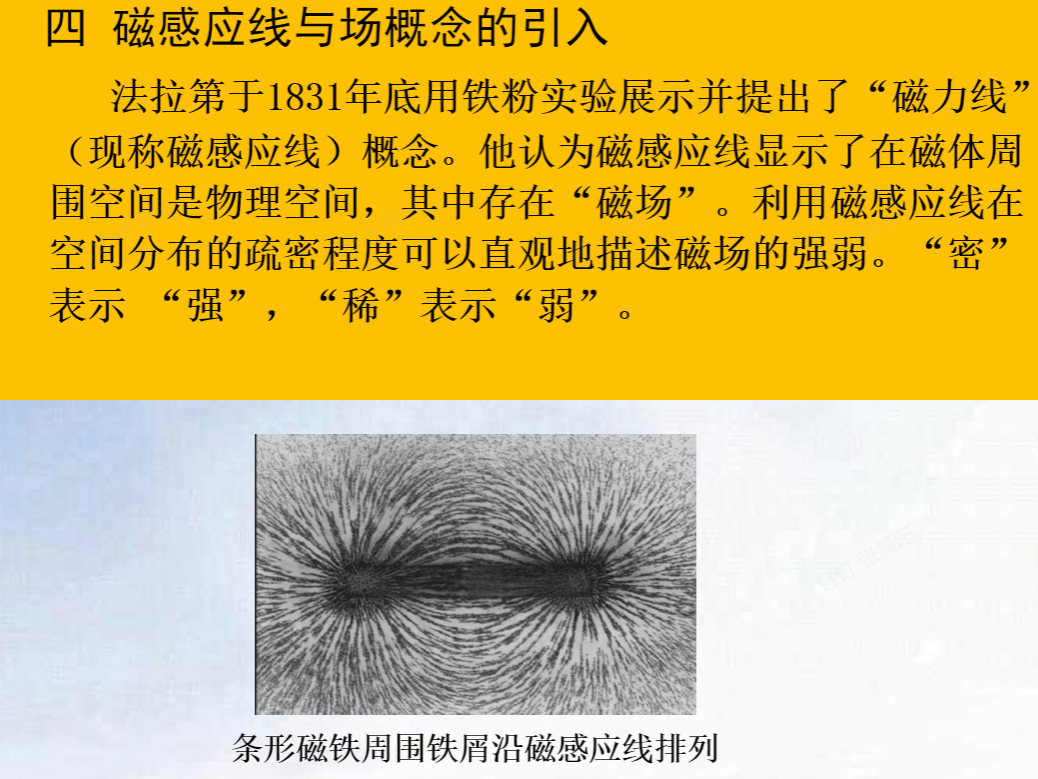 四 磁感应线与场概念的引入
法拉第于1831年底用铁粉实验展示并提出了“磁力线”
（现称磁感应线）概念。他认为磁感应线显示了在磁体周
围空间是物理空间，其中存在“磁场”。利用磁感应线在
空间分布的疏密程度可以直观地描述磁场的强弱。“密”
表示 “强”，“稀”表示“弱”。
条形磁铁周围铁屑沿磁感应线排列